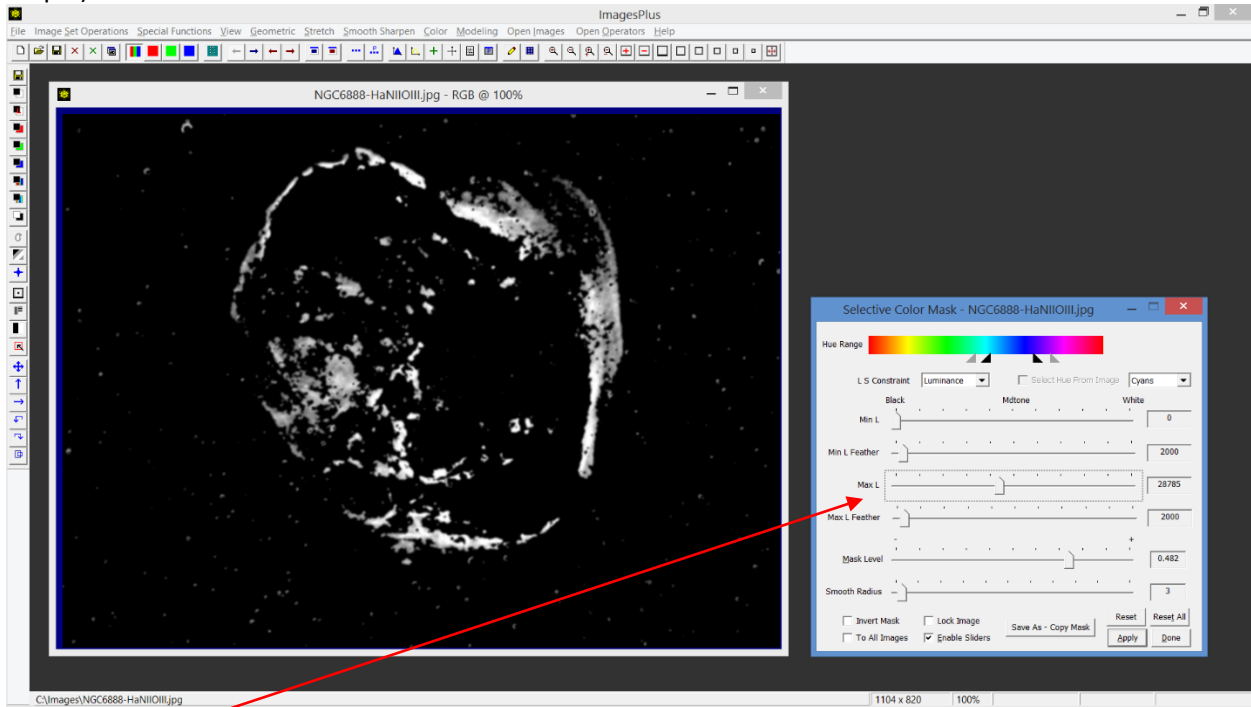 ImagesPlus
File Image Set Operations Special Functions View Geometric Stretch Smooth Sharpen Color Modeling Open Images Open Operators Help
NGC6888-HaNIIOIII.jpg - RGB @ 100%
Selective Color Mask - NGC6888-HaNIIOIII.jpg
Hue Range
L S Constraint Luminance Select Hue From Image Cyans
Black Mdtone White
Min L 0
Min L Feather 2000
Max L 28785
Max L Feather 2000
- +
Mask Level 0.482
Smooth Radius 3
Invert Mask Lock Image Save As - Copy Mask Reset Reset All
To All Images Enable Sliders Apply Done
C:\Images\NGC6888-HaNIIOIII.jpg 1104 x 820 100%